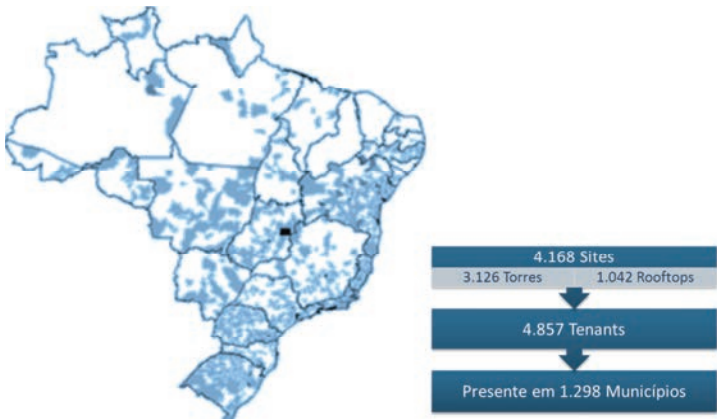 4.168 Sites
3.126 Torres 1.042 Rooftops
4.857 Tenants
Presente em 1.298 Municípios